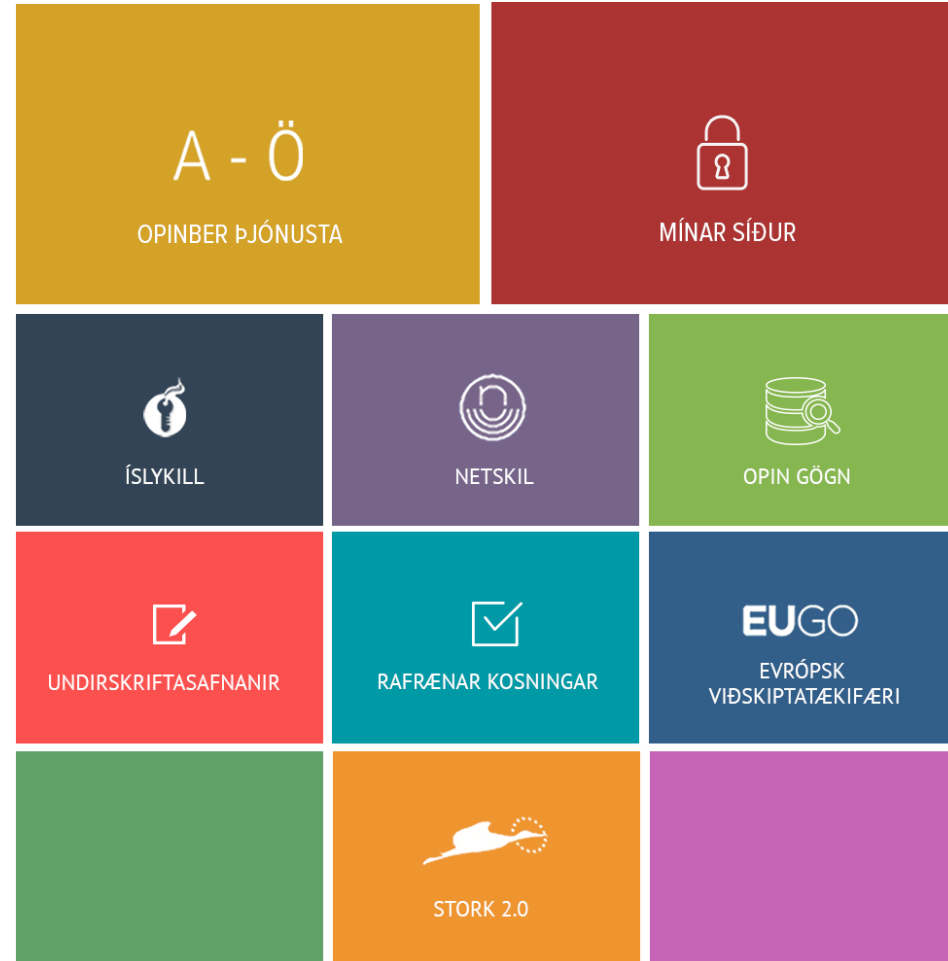 A - Ö
OPINBER ÞJÓNUSTA
MÍNAR SÍÐUR
ÍSLYKILL
NETSKIL
OPIN GÖGN
UNDIRSKRIFTASAFNANIR
RAFRÆNAR KOSNINGAR
EUGO
EVRÓPSK
VIÐSKIPTATÆKIFÆRI
STORK 2.0